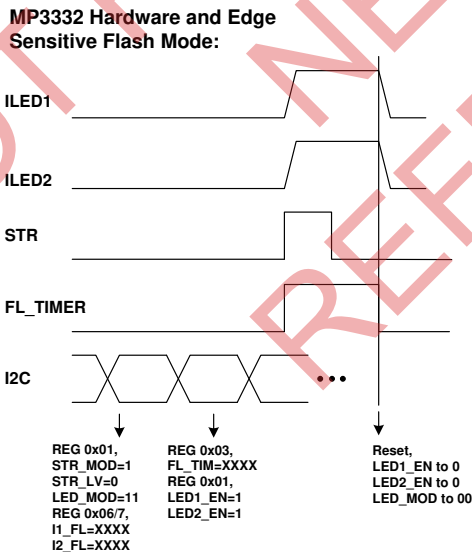 MP3332 Hardware and Edge
Sensitive Flash Mode:
ILED1
ILED2
STR
FL_TIMER
I2C
REG 0x01,
STR_MOD=1
STR_LV=0
LED_MOD=11
REG 0x06/7,
I1_FL=XXXX
I2_FL=XXXX
REG 0x03,
FL_TIM=XXXX
REG 0x01,
LED1_EN=1
LED2_EN=1
Reset,
LED1_EN to 0
LED2_EN to 0
LED_MOD to 00